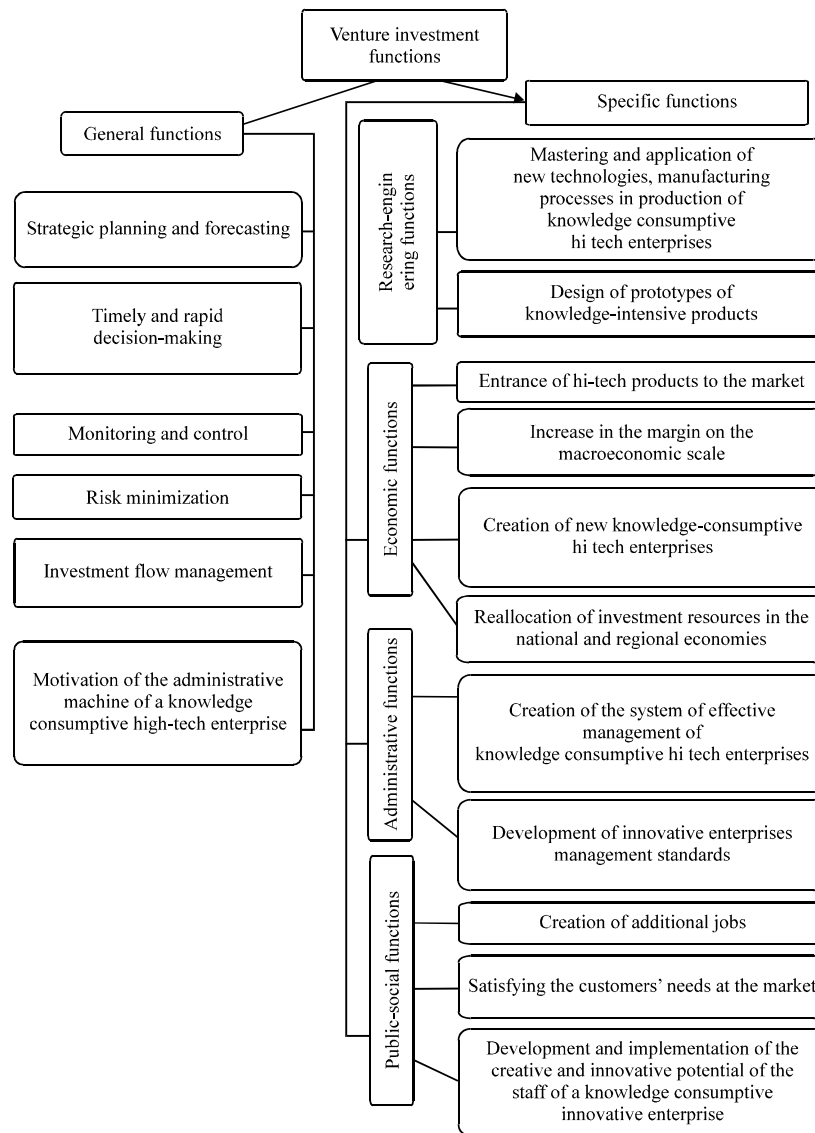 Venture investment
functions
General functions
Strategic planning and forecasting
Timely and rapid
decision-making
Monitoring and control
Risk minimization
Investment flow management
Motivation of the administrative
machine of a knowledge
consumptive high-tech enterprise
Specific functions
Research-engin
ering functions
Mastering and application of
new technologies, manufacturing
processes in production of
knowledge consumptive
hi tech enterprises
Design of prototypes of
knowledge-intensive products
Economic functions
Entrance of hi-tech products to the market
Increase in the margin on the
macroeconomic scale
Creation of new knowledge-consumptive
hi tech enterprises
Reallocation of investment resources in the
national and regional economies
Administrative functions
Creation of the system of effective
management of
knowledge consumptive hi tech enterprises
Development of innovative enterprises
management standards
Public-social functions
Creation of additional jobs
Satisfying the customers’ needs at the market
Development and implementation of the
creative and innovative potential of the
staff of a knowledge consumptive
innovative enterprise